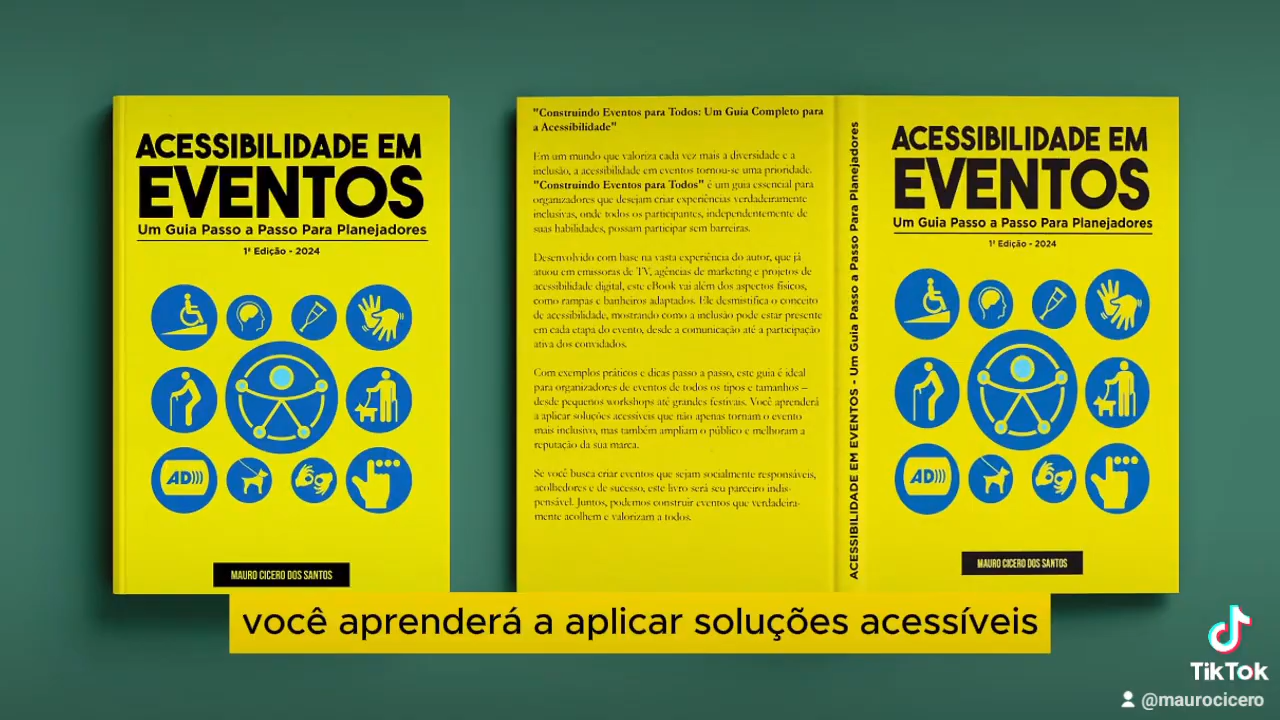 ACESSIBILIDADE EM
EVENTOS
Um Guia Passo a Passo Para Planejadores
1ª Edição - 2024
AD
MAURO CICERO DOS SANTOS
"Construindo Eventos para Todos: Um Guia Completo para
a Acessibilidade"
Em um mundo que valoriza cada vez mais a diversidade e a
inclusão, a acessibilidade em eventos tornou-se uma prioridade.
"Construindo Eventos para Todos" é um guia essencial para
organizadores que desejam criar experiências verdadeiramente
inclusivas, onde todos os participantes, independentemente de
suas habilidades, possam participar sem barreiras.
Desenvolvido com base na vasta experiência do autor, que já
atuou em emissoras de TV, agências de marketing e projetos de
acessibilidade digital, este eBook vai além dos aspectos físicos,
como rampas e banheiros adaptados. Ele desmistifica o conceito
de acessibilidade, mostrando como a inclusão pode estar presente
em cada etapa do evento, desde a comunicação até a participação
ativa dos convidados.
Com exemplos práticos e dicas passo a passo, este guia é ideal
para organizadores de eventos de todos os tipos e tamanhos –
desde pequenos workshops até grandes festivais. Você aprenderá
a aplicar soluções acessíveis que não apenas tornam o evento
mais inclusivo, mas também ampliam o público e melhoram a
reputação da sua marca.
Se você busca criar eventos que sejam socialmente responsáveis,
acolhedores e de sucesso, este livro será seu parceiro indis-
pensável. Juntos, podemos construir eventos que verdadeira-
mente acolhem e valorizam a todos.
ACESSIBILIDADE EM EVENTOS - Um Guia Passo a Passo Para Planejadores
ACESSIBILIDADE EM
EVENTOS
Um Guia Passo a Passo Para Planejadores
1ª Edição - 2024
AD
MAURO CICERO DOS SANTOS
você aprenderá a aplicar soluções acessíveis
TikTok
@maurocicero